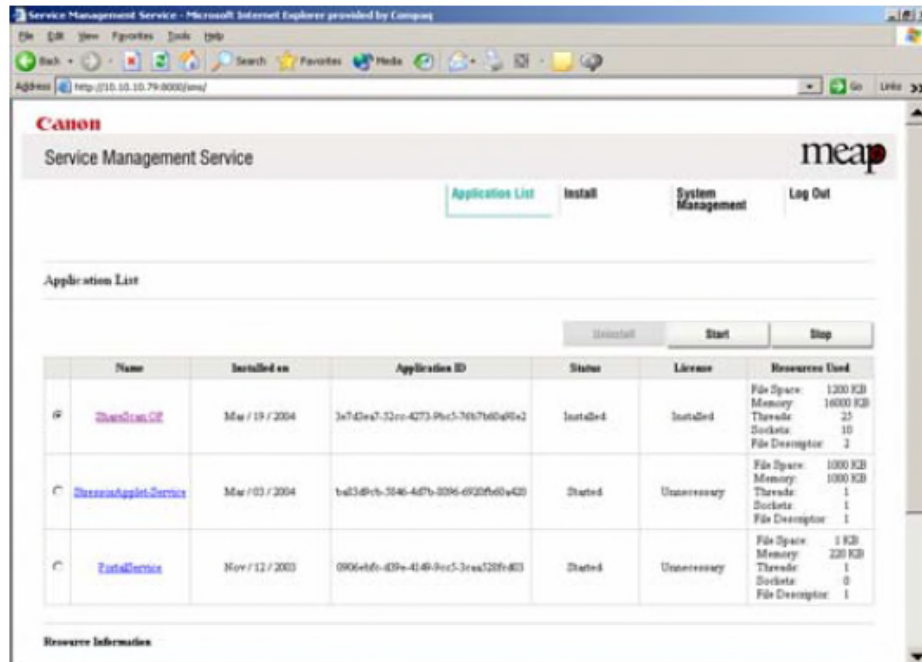 Service Management Service - Microsoft Internet Explorer provided by Compaq
File Edit View Favorites Tools Help
Back Search Favorites Media
Address http://10.10.10.79:8000/sms/ Go Links
Canon
Service Management Service meap
Application List Install System Management Log Out
Application List
Uninstall Start Stop
Name Installed on Application ID Status License Resources Used
ShareScan OP Mar / 19 / 2004 Installed Installed
File Space: 1200 KB
Memory: 16000 KB
Threads: 25
Sockets: 10
File Descriptor: 2
Mar / 03 / 2004 Started Unnecessary
File Space: 1000 KB
Memory: 1000 KB
Threads: 1
Sockets: 1
File Descriptor: 1
PortalService Nov / 12 / 2003 Started Unnecessary
File Space: 1 KB
Memory: 220 KB
Threads: 1
Sockets: 0
File Descriptor: 1
Resource Information